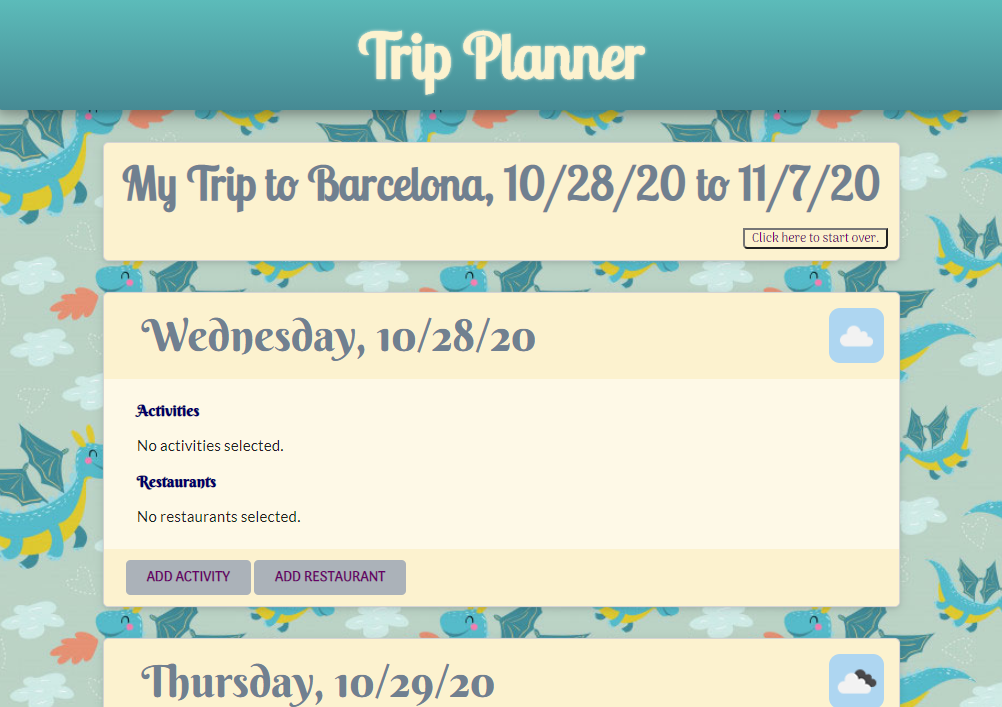 Trip Planner
My Trip to Barcelona, 10/28/20 to 11/7/20
Click here to start over.
Wednesday, 10/28/20
Activities
No activities selected.
Restaurants
No restaurants selected.
ADD ACTIVITY ADD RESTAURANT
Thursday, 10/29/20